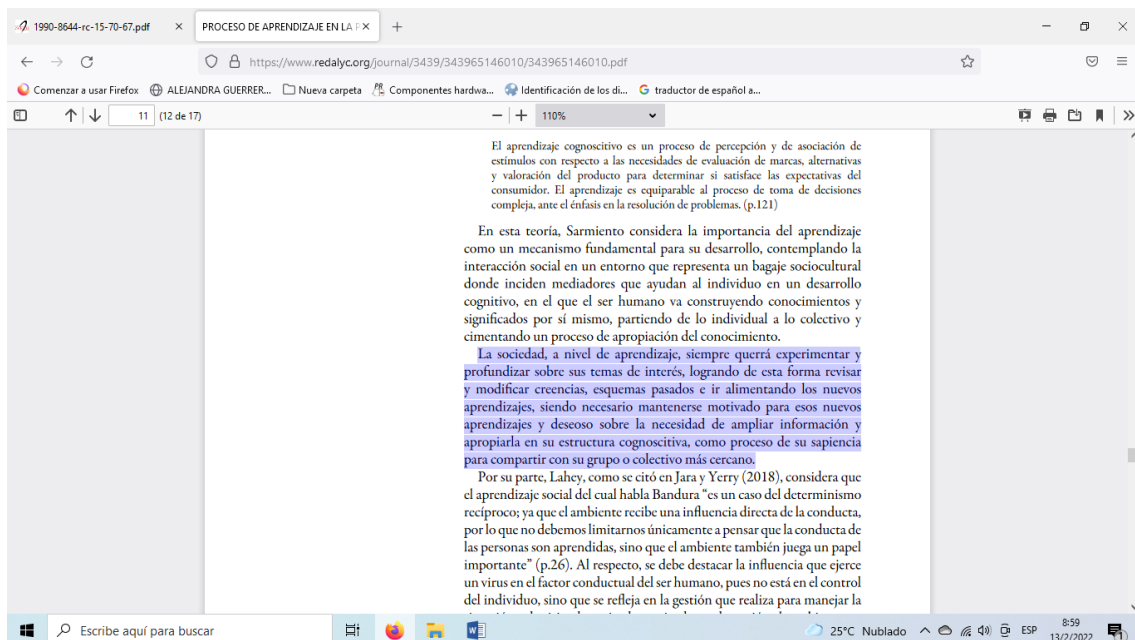 1990-8644-rc-15-70-67.pdf
PROCESO DE APRENDIZAJE EN LA P
https://www.redalyc.org/journal/3439/343965146010/343965146010.pdf
Comenzar a usar Firefox
ALEJANDRA GUERRER...
Nueva carpeta
Componentes hardwa...
Identificación de los di...
traductor de español a...
11 (12 de 17)
110%
El aprendizaje cognoscitivo es un proceso de percepción y de asociación de
estímulos con respecto a las necesidades de evaluación de marcas, alternativas
y valoración del producto para determinar si satisface las expectativas del
consumidor. El aprendizaje es equiparable al proceso de toma de decisiones
compleja, ante el énfasis en la resolución de problemas. (p.121)
En esta teoría, Sarmiento considera la importancia del aprendizaje
como un mecanismo fundamental para su desarrollo, contemplando la
interacción social en un entorno que representa un bagaje sociocultural
donde inciden mediadores que ayudan al individuo en un desarrollo
cognitivo, en el que el ser humano va construyendo conocimientos y
significados por sí mismo, partiendo de lo individual a lo colectivo y
cimentando un proceso de apropiación del conocimiento.
La sociedad, a nivel de aprendizaje, siempre querrá experimentar y
profundizar sobre sus temas de interés, logrando de esta forma revisar
y modificar creencias, esquemas pasados e ir alimentando los nuevos
aprendizajes, siendo necesario mantenerse motivado para esos nuevos
aprendizajes y deseoso sobre la necesidad de ampliar información y
apropiarla en su estructura cognoscitiva, como proceso de su sapiencia
para compartir con su grupo o colectivo más cercano.
Por su parte, Lahey, como se citó en Jara y Yerry (2018), considera que
el aprendizaje social del cual habla Bandura “es un caso del determinismo
recíproco; ya que el ambiente recibe una influencia directa de la conducta,
por lo que no debemos limitarnos únicamente a pensar que la conducta de
las personas son aprendidas, sino que el ambiente también juega un papel
importante” (p.26). Al respecto, se debe destacar la influencia que ejerce
un virus en el factor conductual del ser humano, pues no está en el control
del individuo, sino que se refleja en la gestión que realiza para manejar la
Escribe aquí para buscar
25°C Nublado
ESP
8:59
13/2/2022